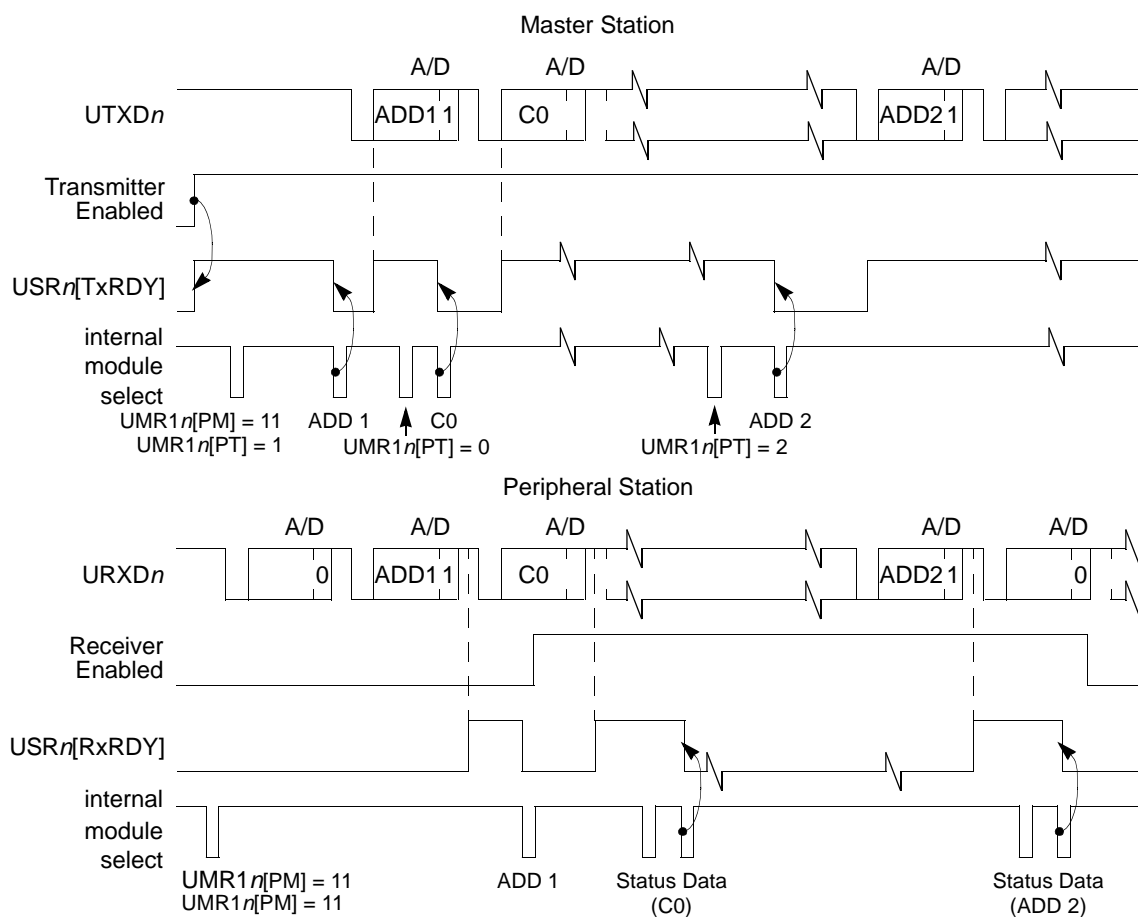 Master Station
A/D A/D A/D
UTXDn ADD1 1 C0 ADD2 1
Transmitter
Enabled
USRn[TxRDY]
internal
module
select
UMR1n[PM] = 11 ADD 1 C0 ADD 2
UMR1n[PT] = 1 UMR1n[PT] = 0 UMR1n[PT] = 2
Peripheral Station
A/D A/D A/D A/D A/D
URXDn 0 ADD1 1 C0 ADD2 1 0
Receiver
Enabled
USRn[RxRDY]
internal
module
select
UMR1n[PM] = 11 ADD 1 Status Data Status Data
UMR1n[PM] = 11 (C0) (ADD 2)